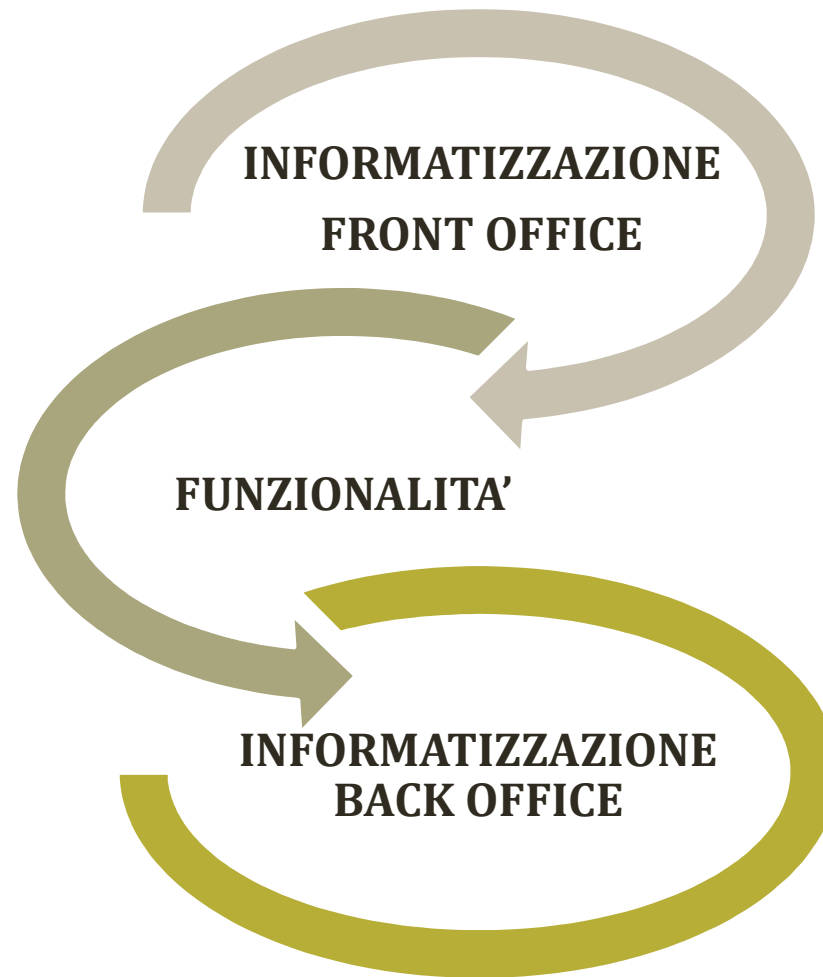 INFORMATIZZAZIONE
FRONT OFFICE
FUNZIONALITA’
INFORMATIZZAZIONE
BACK OFFICE